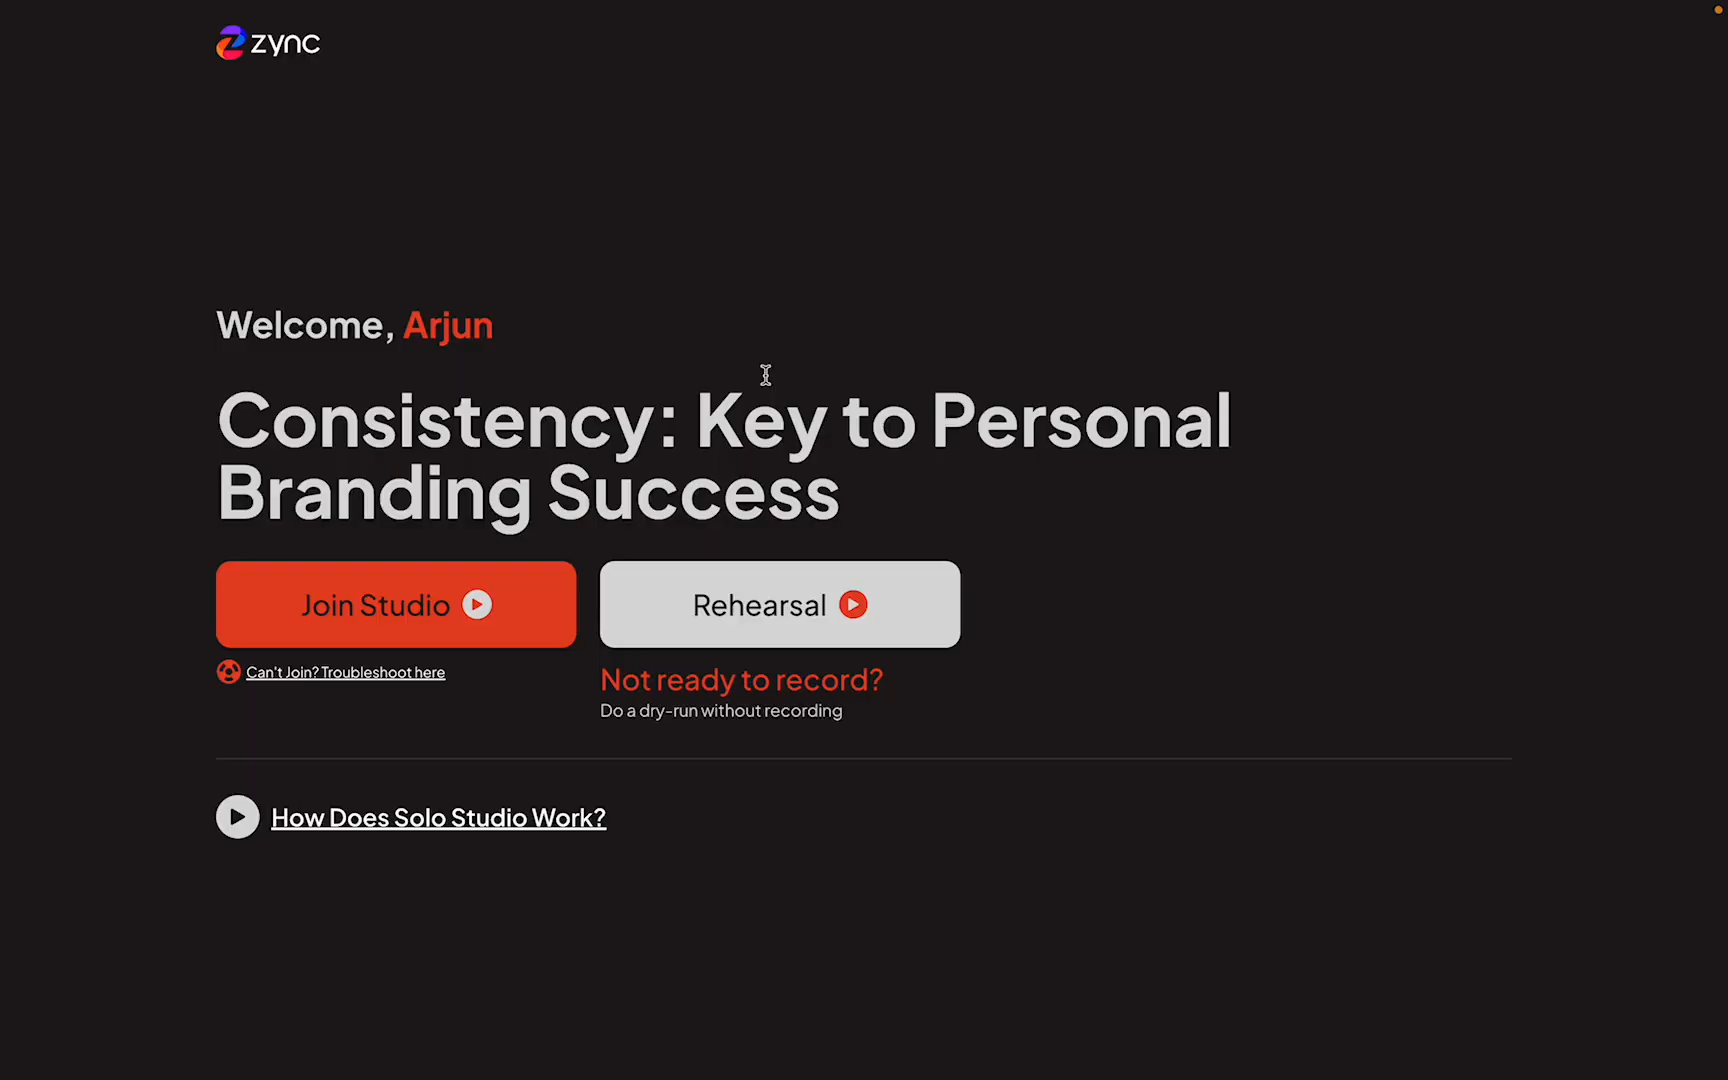 zync
Welcome, Arjun
Consistency: Key to Personal
Branding Success
Join Studio
Rehearsal
Can't Join? Troubleshoot here
Not ready to record?
Do a dry-run without recording
How Does Solo Studio Work?